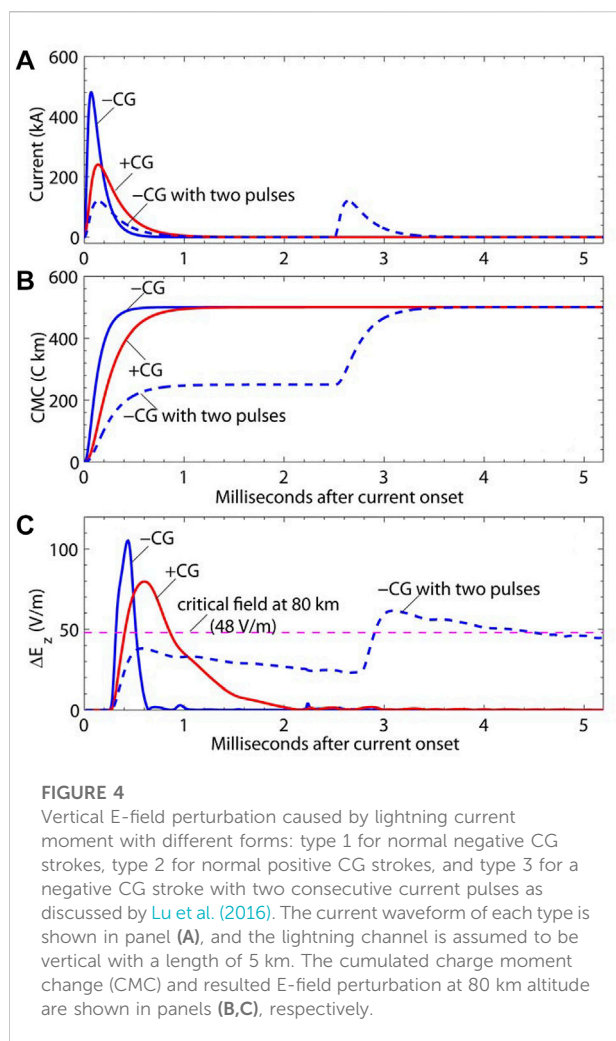 A
600
400
200
0
Current (kA)
−CG
+CG
−CG with two pulses
0 1 2 3 4 5
B
600
400
200
0
CMC (C km)
−CG
+CG
−CG with two pulses
0 1 2 3 4 5
Milliseconds after current onset
C
100
50
0
ΔEz (V/m)
−CG
+CG
−CG with two pulses
critical field at 80 km
(48 V/m)
0 1 2 3 4 5
Milliseconds after current onset
FIGURE 4
Vertical E-field perturbation caused by lightning current
moment with different forms: type 1 for normal negative CG
strokes, type 2 for normal positive CG strokes, and type 3 for a
negative CG stroke with two consecutive current pulses as
discussed by Lu et al. (2016). The current waveform of each type is
shown in panel (A), and the lightning channel is assumed to be
vertical with a length of 5 km. The cumulated charge moment
change (CMC) and resulted E-field perturbation at 80 km altitude
are shown in panels (B,C), respectively.